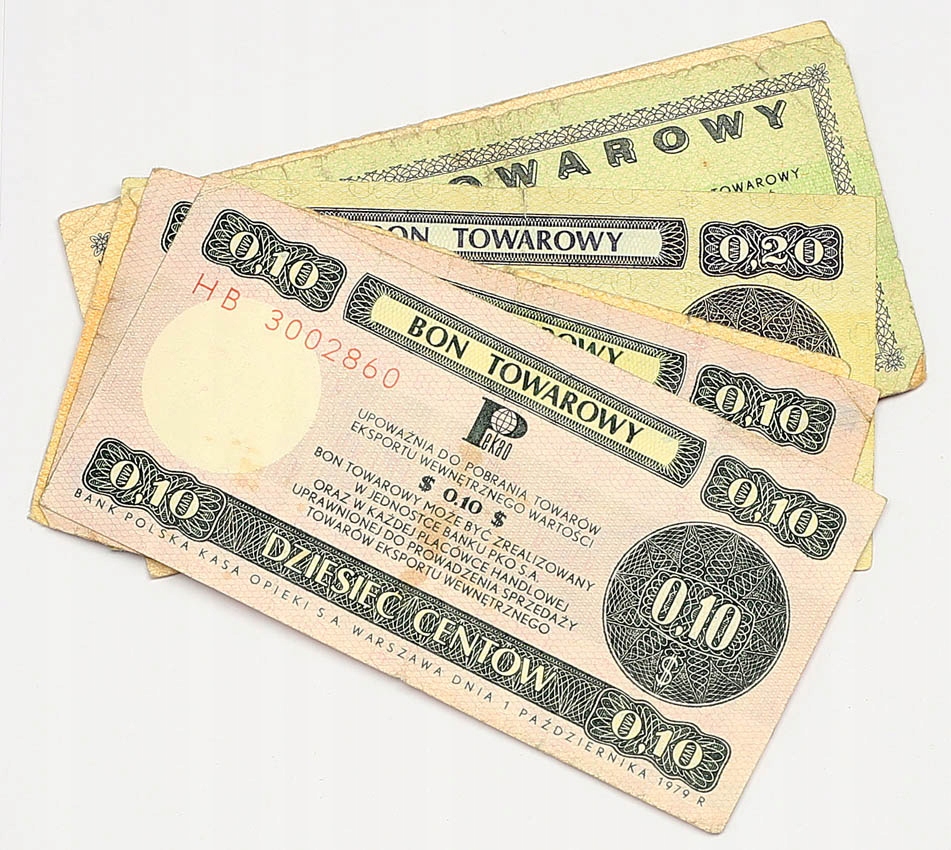 OWAROWY
TOWAROWY
BON TOWAROWY
0,20
OWY
0,10
0,10
HB 3002860
BON TOWAROWY
Pekao
UPOWAŻNIA DO POBRANIA TOWARÓW
EKSPORTU WEWNĘTRZNEGO WARTOŚCI
$ 0.10 $
BON TOWAROWY MOŻE BYĆ ZREALIZOWANY
W JEDNOSTCE BANKU PKO S.A.
ORAZ W KAŻDEJ PLACÓWCE HANDLOWEJ
UPRAWNIONEJ DO PROWADZENIA SPRZEDAŻY
TOWARÓW EKSPORTU WEWNĘTRZNEGO
0,10
0,10
DZIESIĘĆ CENTÓW
0,10
$
0,10
BANK POLSKA KASA OPIEKI S.A. WARSZAWA DNIA 1 PAŹDZIERNIKA 1979 R